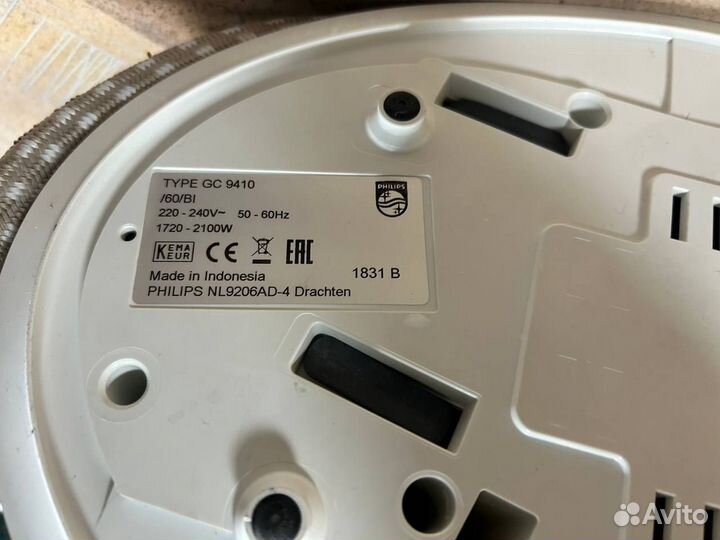 TYPE GC 9410
/60/BI
220 - 240V~ 50 - 60Hz
1720 - 2100W
PHILIPS
KEMA
KEUR
CE
EAC
Made in Indonesia
1831 B
PHILIPS NL9206AD-4 Drachten
Avito